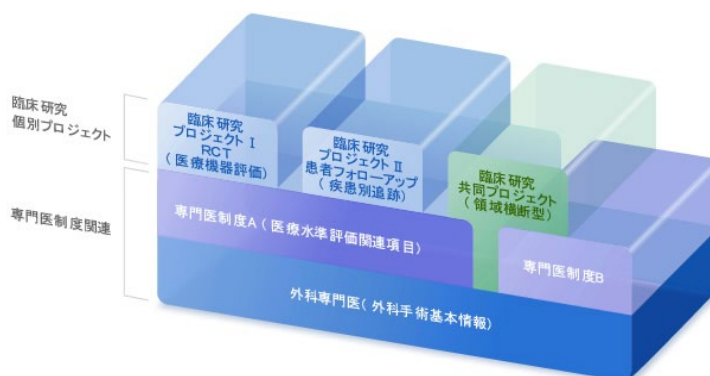 臨床研究
個別プロジェクト
専門医制度関連
臨床研究
プロジェクト I
RCT
(医療機器評価)
臨床研究
プロジェクト II
患者フォローアップ
(疾患別追跡)
臨床研究
共同プロジェクト
(領域横断型)
専門医制度A(医療水準評価関連項目)
専門医制度B
外科専門医(外科手術基本情報)